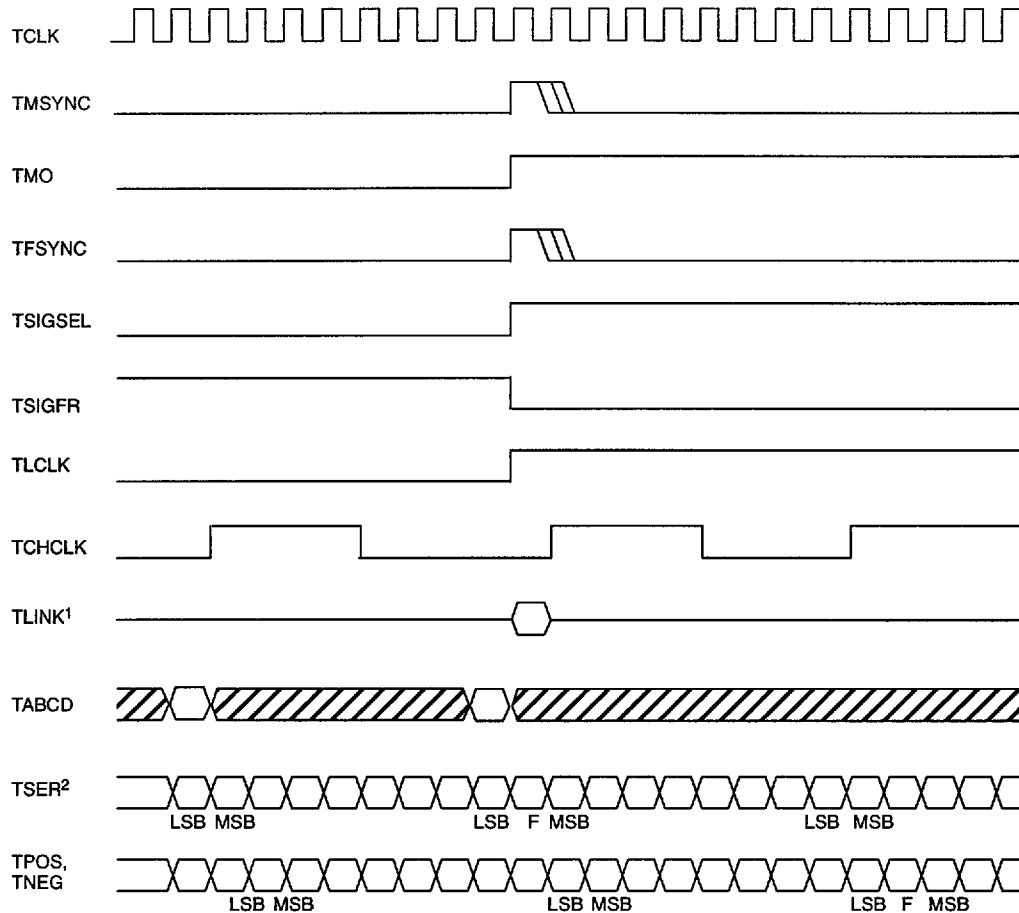 TCLK
TMSYNC
TMO
TFSYNC
TSIGSEL
TSIGFR
TLCLK
TCHCLK
TLINK¹
TABCD
TSER²
LSB MSB LSB F MSB LSB MSB
TPOS,
TNEG
LSB MSB LSB MSB LSB F MSB